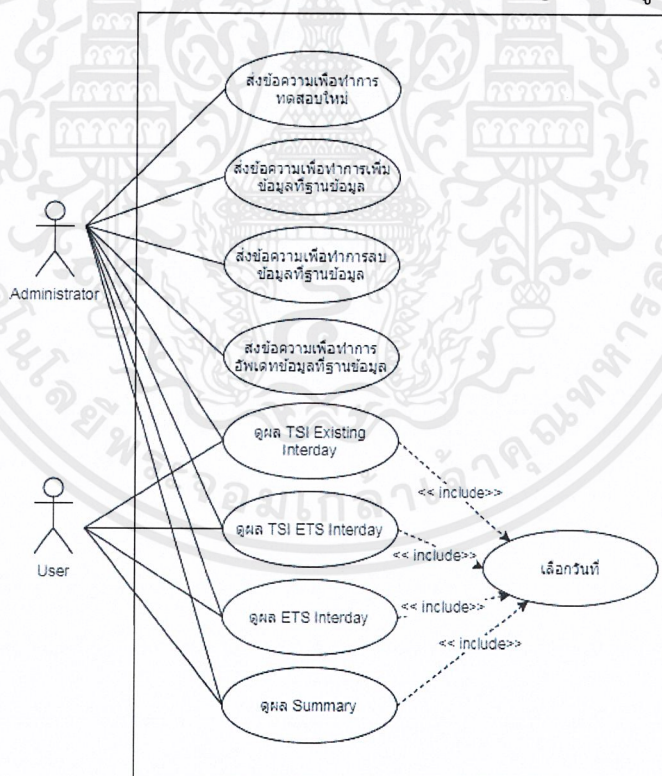 ส่งข้อความเพื่อทำการ
ทดสอบใหม่
ส่งข้อความเพื่อทำการเพิ่ม
ข้อมูลที่ฐานข้อมูล
ส่งข้อความเพื่อทำการลบ
ข้อมูลที่ฐานข้อมูล
Administrator
ส่งข้อความเพื่อทำการ
อัพเดทข้อมูลที่ฐานข้อมูล
ดูผล TSI Existing
Interday
<< include>>
ดูผล TSI ETS Interday
<< include>>
เลือกวันที่
User
ดูผล ETS Interday
<< include>>
<< include>>
ดูผล Summary